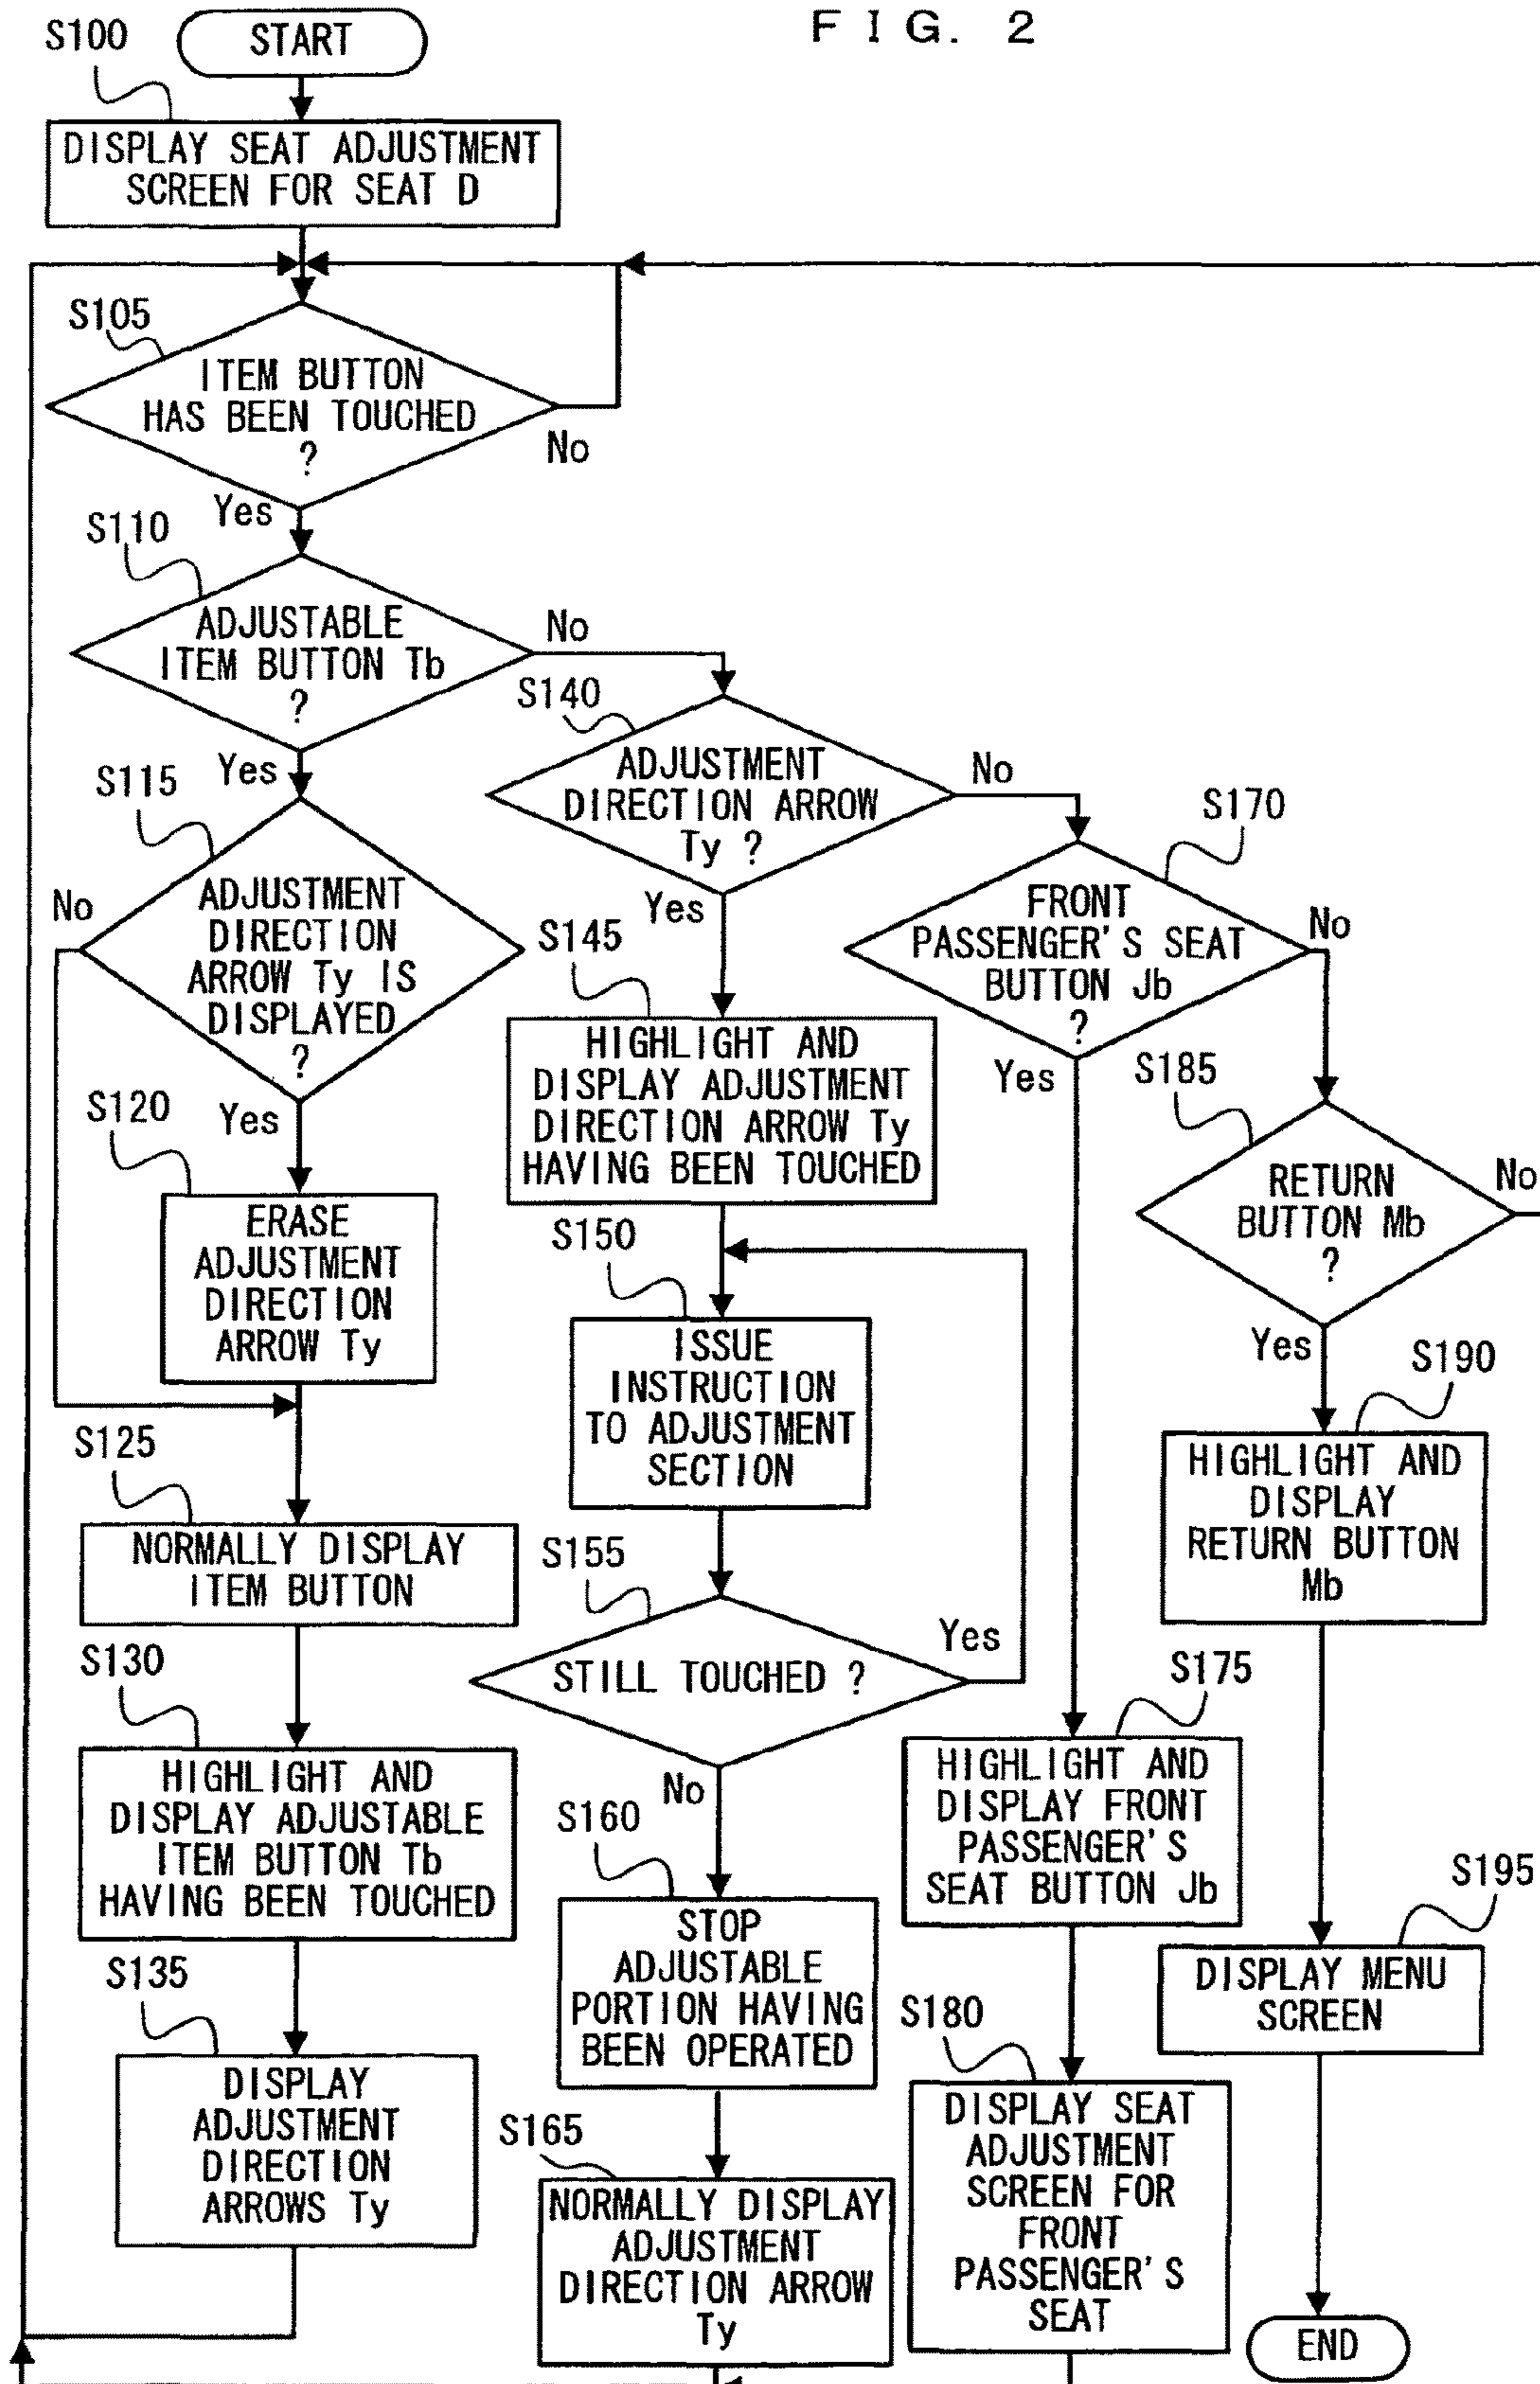 FIG. 2
S100
START
DISPLAY SEAT ADJUSTMENT
SCREEN FOR SEAT D
S105
ITEM BUTTON
HAS BEEN TOUCHED
?
No
Yes
S110
ADJUSTABLE
ITEM BUTTON Tb
?
No
Yes
S115
ADJUSTMENT
DIRECTION
ARROW Ty IS
DISPLAYED
?
No
Yes
S120
ERASE
ADJUSTMENT
DIRECTION
ARROW Ty
S125
NORMALLY DISPLAY
ITEM BUTTON
S130
HIGHLIGHT AND
DISPLAY ADJUSTABLE
ITEM BUTTON Tb
HAVING BEEN TOUCHED
S135
DISPLAY
ADJUSTMENT
DIRECTION
ARROWS Ty
S140
ADJUSTMENT
DIRECTION ARROW
Ty ?
No
Yes
S145
HIGHLIGHT AND
DISPLAY ADJUSTMENT
DIRECTION ARROW Ty
HAVING BEEN TOUCHED
S150
ISSUE
INSTRUCTION
TO ADJUSTMENT
SECTION
S155
STILL TOUCHED ?
Yes
No
S160
STOP
ADJUSTABLE
PORTION HAVING
BEEN OPERATED
S165
NORMALLY DISPLAY
ADJUSTMENT
DIRECTION ARROW
Ty
S170
FRONT
PASSENGER'S SEAT
BUTTON Jb
?
No
Yes
S175
HIGHLIGHT AND
DISPLAY FRONT
PASSENGER'S
SEAT BUTTON Jb
S180
DISPLAY SEAT
ADJUSTMENT
SCREEN FOR
FRONT
PASSENGER'S
SEAT
S185
RETURN
BUTTON Mb
?
No
Yes
S190
HIGHLIGHT AND
DISPLAY
RETURN BUTTON
Mb
S195
DISPLAY MENU
SCREEN
END